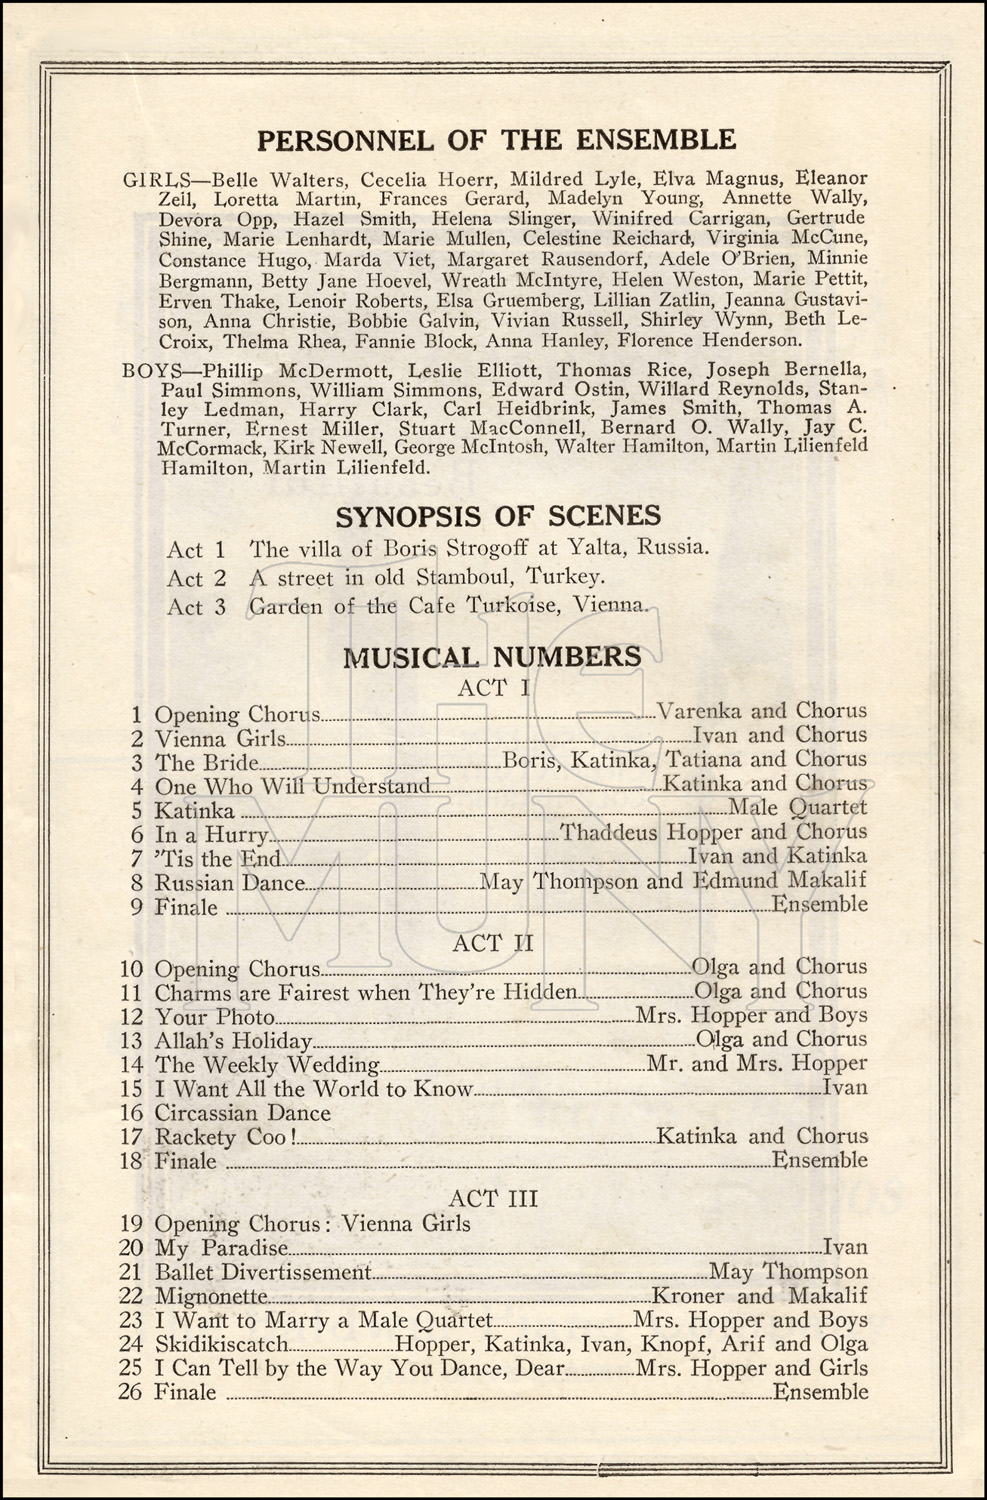 PERSONNEL OF THE ENSEMBLE
GIRLS—Belle Walters, Cecelia Hoerr, Mildred Lyle, Elva Magnus, Eleanor
Zeil, Loretta Martin, Frances Gerard, Madelyn Young, Annette Wally,
Devora Opp, Hazel Smith, Helena Slinger, Winifred Carrigan, Gertrude
Shine, Marie Lenhardt, Marie Mullen, Celestine Reichard, Virginia McCune,
Constance Hugo, Marda Viet, Margaret Rausendorf, Adele O'Brien, Minnie
Bergmann, Betty Jane Hoevel, Wreath McIntyre, Helen Weston, Marie Pettit,
Erven Thake, Lenoir Roberts, Elsa Gruemberg, Lillian Zatlin, Jeanna Gustavi-
son, Anna Christie, Bobbie Galvin, Vivian Russell, Shirley Wynn, Beth Le-
Croix, Thelma Rhea, Fannie Block, Anna Hanley, Florence Henderson.
BOYS—Phillip McDermott, Leslie Elliott, Thomas Rice, Joseph Bernella,
Paul Simmons, William Simmons, Edward Ostin, Willard Reynolds, Stan-
ley Ledman, Harry Clark, Carl Heidbrink, James Smith, Thomas A.
Turner, Ernest Miller, Stuart MacConnell, Bernard O. Wally, Jay C.
McCormack, Kirk Newell, George McIntosh, Walter Hamilton, Martin Lilienfeld
Hamilton, Martin Lilienfeld.
SYNOPSIS OF SCENES
Act 1 The villa of Boris Strogoff at Yalta, Russia.
Act 2 A street in old Stamboul, Turkey.
Act 3 Garden of the Cafe Turkoise, Vienna.
THE MUNY
MUSICAL NUMBERS
ACT I
1 Opening Chorus....Varenka and Chorus
2 Vienna Girls....Ivan and Chorus
3 The Bride....Boris, Katinka, Tatiana and Chorus
4 One Who Will Understand....Katinka and Chorus
5 Katinka ....Male Quartet
6 In a Hurry....Thaddeus Hopper and Chorus
7 'Tis the End....Ivan and Katinka
8 Russian Dance....May Thompson and Edmund Makalif
9 Finale ....Ensemble
ACT II
10 Opening Chorus....Olga and Chorus
11 Charms are Fairest when They're Hidden....Olga and Chorus
12 Your Photo....Mrs. Hopper and Boys
13 Allah's Holiday....Olga and Chorus
14 The Weekly Wedding....Mr. and Mrs. Hopper
15 I Want All the World to Know....Ivan
16 Circassian Dance
17 Rackety Coo!....Katinka and Chorus
18 Finale ....Ensemble
ACT III
19 Opening Chorus: Vienna Girls
20 My Paradise....Ivan
21 Ballet Divertissement....May Thompson
22 Mignonette....Kroner and Makalif
23 I Want to Marry a Male Quartet....Mrs. Hopper and Boys
24 Skidikiscatch....Hopper, Katinka, Ivan, Knopf, Arif and Olga
25 I Can Tell by the Way You Dance, Dear....Mrs. Hopper and Girls
26 Finale ....Ensemble